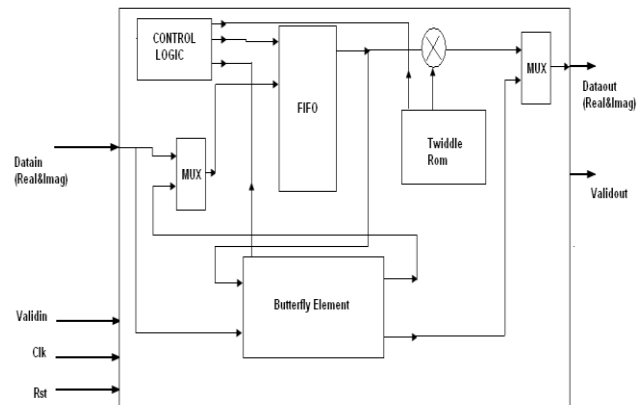 CONTROL
LOGIC
FIFO
MUX
Dataout
(Real&Imag)
Twiddle
Rom
Datain
(Real&Imag)
MUX
Validout
Butterfly Element
Validin
Clk
Rst